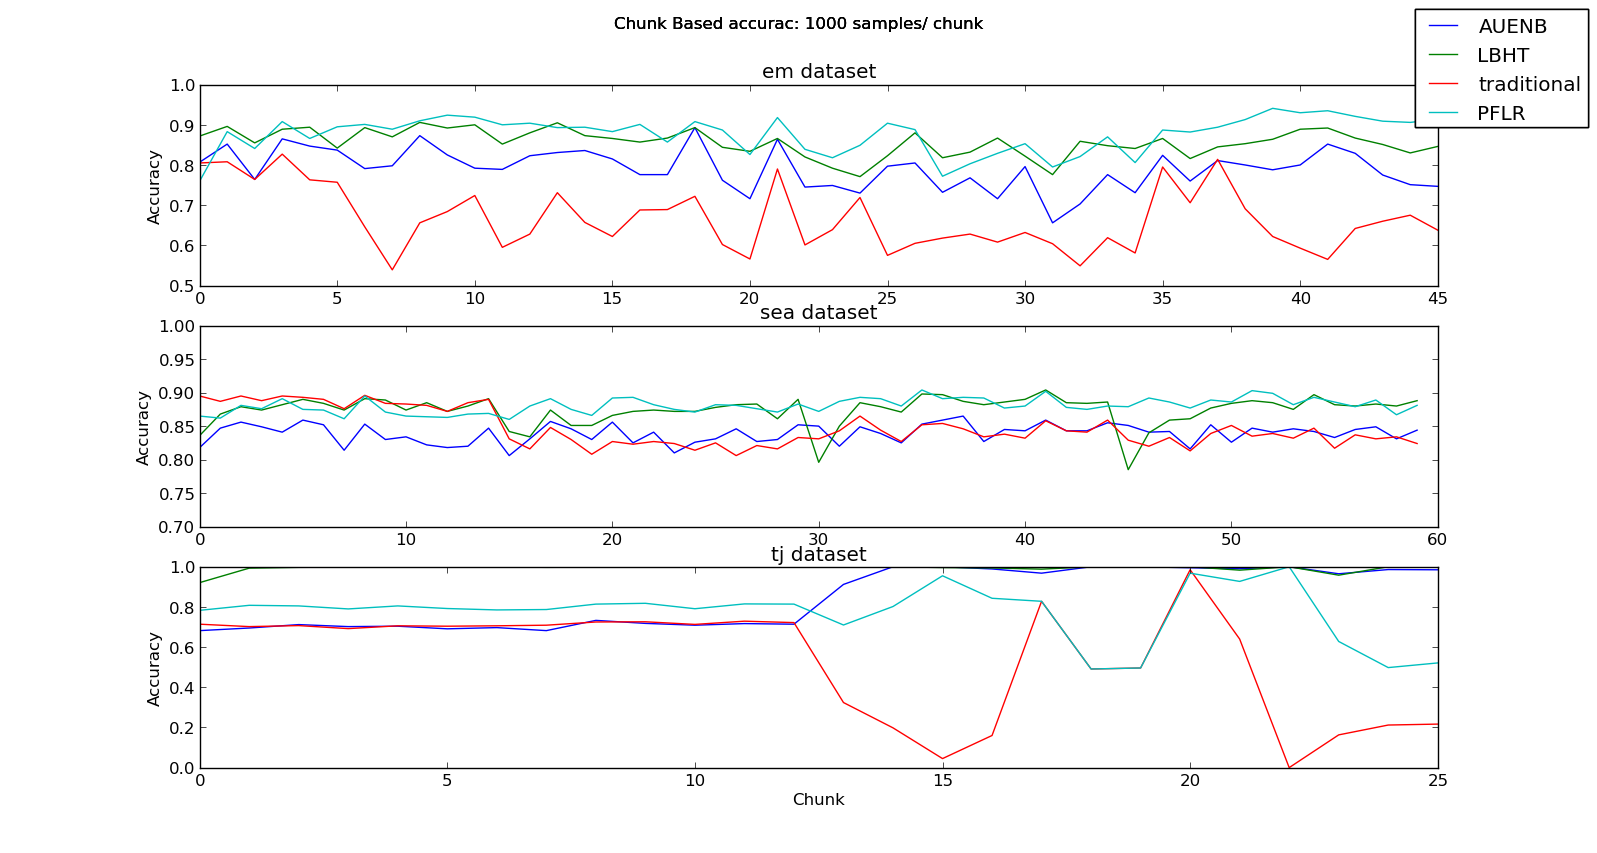 Chunk Based accurac: 1000 samples/ chunk
AUENB
LBHT
traditional
PFLR
em dataset
Accuracy
1.0
0.9
0.8
0.7
0.6
0.5
0 5 10 15 20 25 30 35 40 45
sea dataset
Accuracy
1.00
0.95
0.90
0.85
0.80
0.75
0.70
0 10 20 30 40 50 60
tj dataset
Accuracy
1.0
0.8
0.6
0.4
0.2
0.0
0 5 10 15 20 25
Chunk